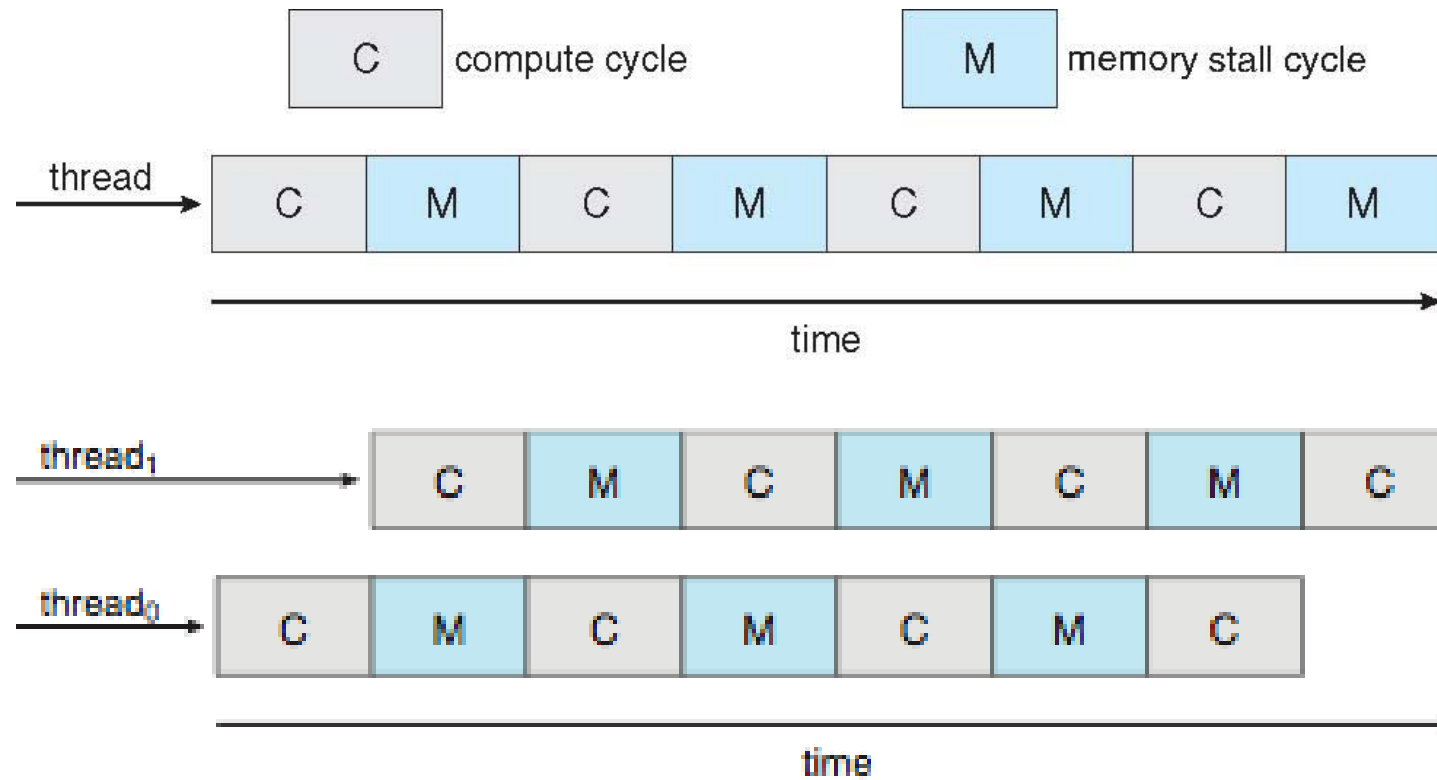 C compute cycle M memory stall cycle
thread C M C M C M C M
time
thread₁ C M C M C M C
thread₀ C M C M C M C
time